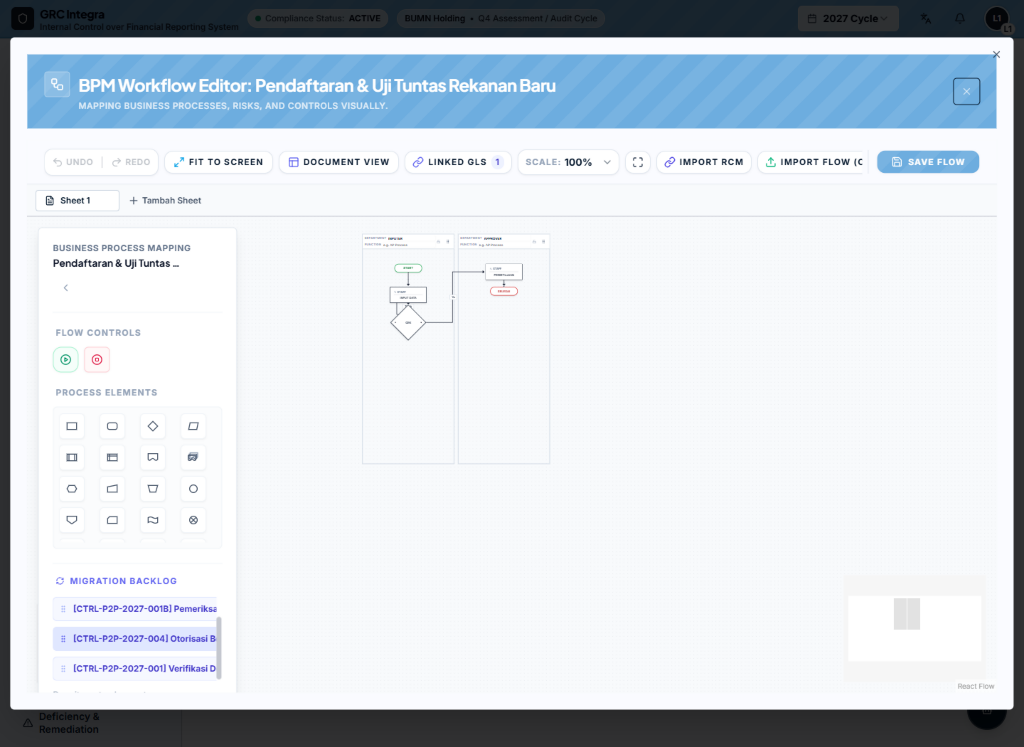 GRC Integra
Internal Control over Financial Reporting System
Compliance Status: ACTIVE
BUMN Holding • Q4 Assessment / Audit Cycle
2027 Cycle
L1
L1
BPM Workflow Editor: Pendaftaran & Uji Tuntas Rekanan Baru
MAPPING BUSINESS PROCESSES, RISKS, AND CONTROLS VISUALLY.
UNDO
REDO
FIT TO SCREEN
DOCUMENT VIEW
LINKED GLS 1
SCALE: 100%
IMPORT RCM
IMPORT FLOW (C
SAVE FLOW
Sheet 1
+ Tambah Sheet
BUSINESS PROCESS MAPPING
Pendaftaran & Uji Tuntas ...
FLOW CONTROLS
PROCESS ELEMENTS
MIGRATION BACKLOG
[CTRL-P2P-2027-001B] Pemeriksa
[CTRL-P2P-2027-004] Otorisasi B
[CTRL-P2P-2027-001] Verifikasi D
START
React Flow
Deficiency &
Remediation